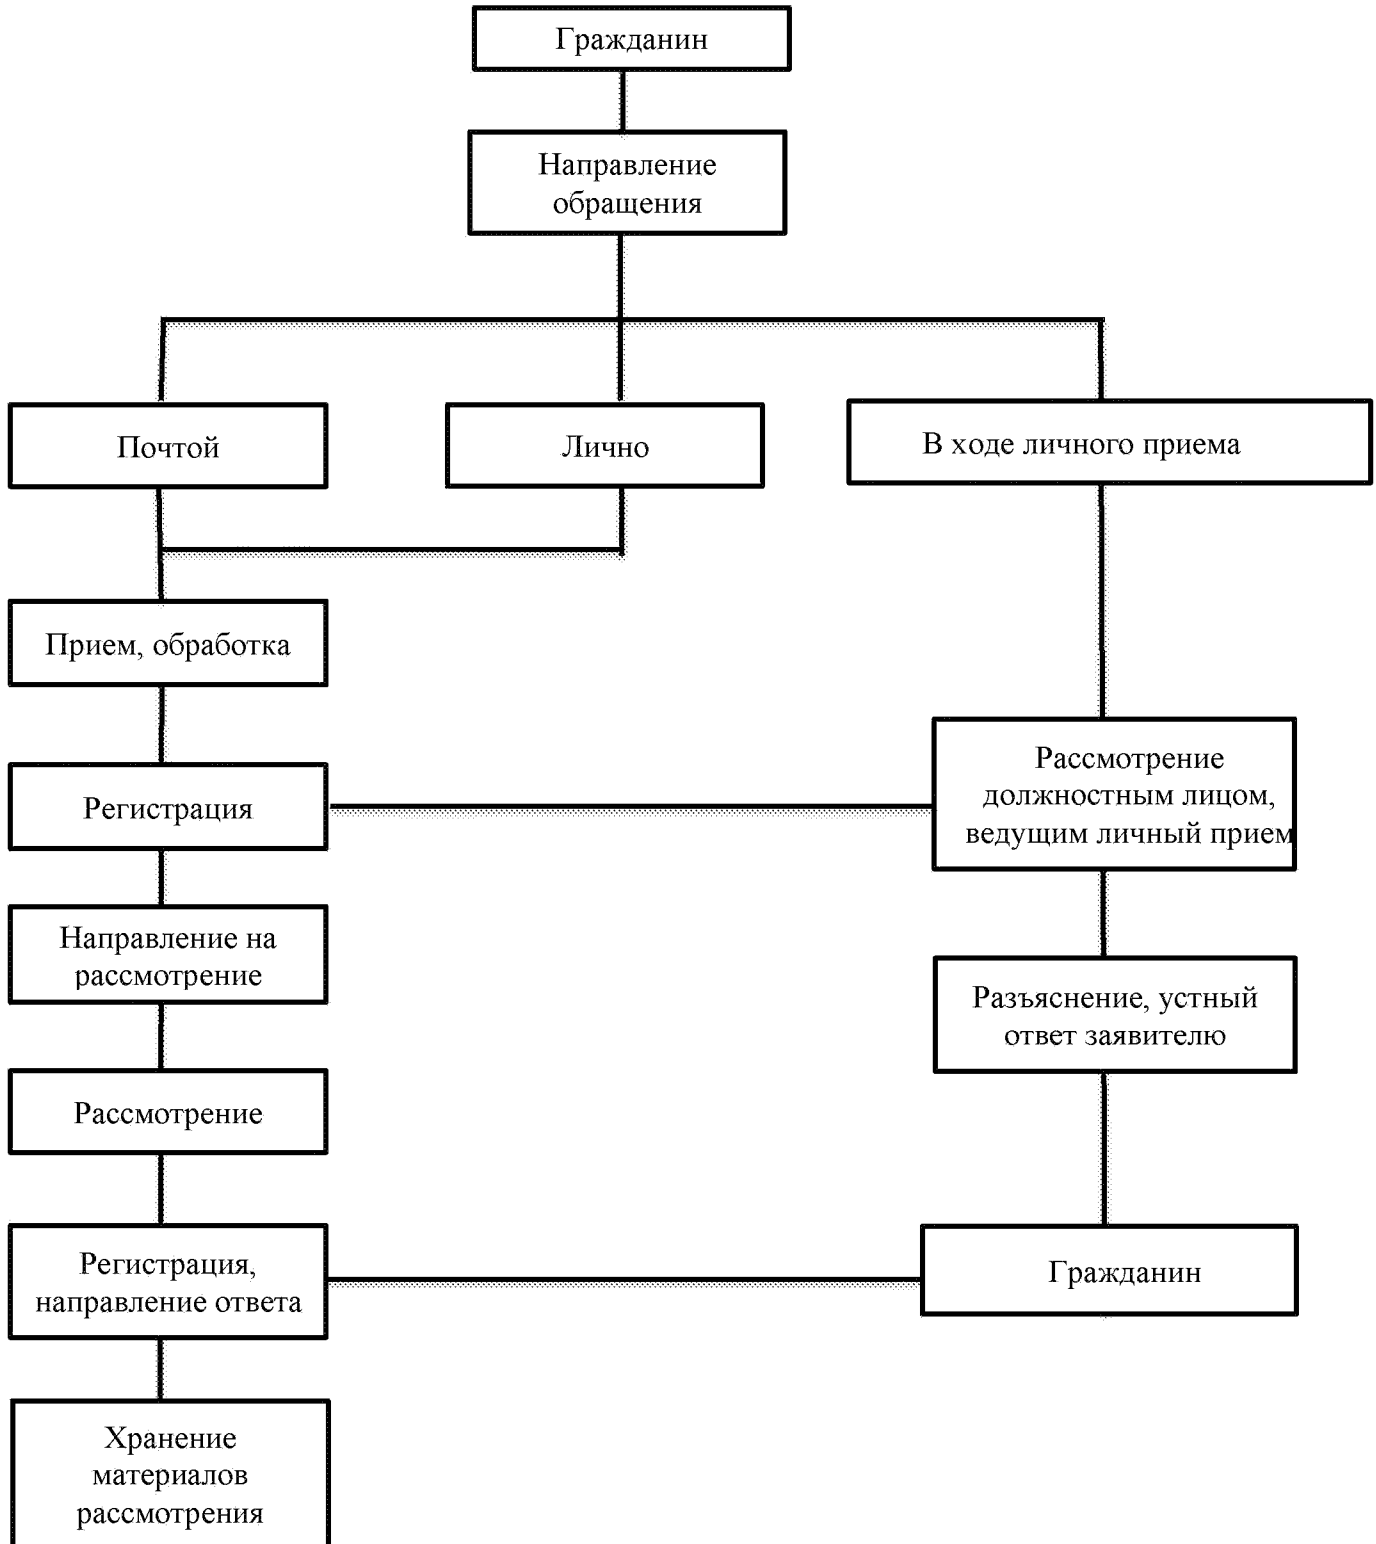 Гражданин
Направление
обращения
Почтой
Лично
В ходе личного приема
Прием, обработка
Регистрация
Рассмотрение
должностным лицом,
ведущим личный прием
Направление на
рассмотрение
Разъяснение, устный
ответ заявителю
Рассмотрение
Регистрация,
направление ответа
Гражданин
Хранение
материалов
рассмотрения